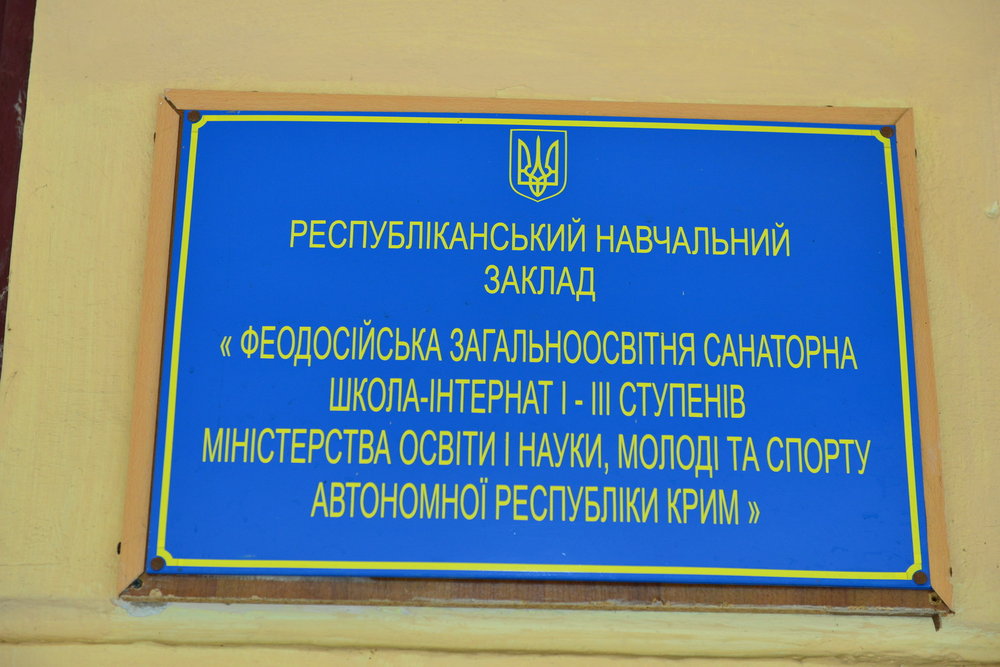 РЕСПУБЛІКАНСЬКИЙ НАВЧАЛЬНИЙ
ЗАКЛАД
« ФЕОДОСІЙСЬКА ЗАГАЛЬНООСВІТНЯ САНАТОРНА
ШКОЛА-ІНТЕРНАТ І - ІІІ СТУПЕНІВ
МІНІСТЕРСТВА ОСВІТИ І НАУКИ, МОЛОДІ ТА СПОРТУ
АВТОНОМНОЇ РЕСПУБЛІКИ КРИМ »